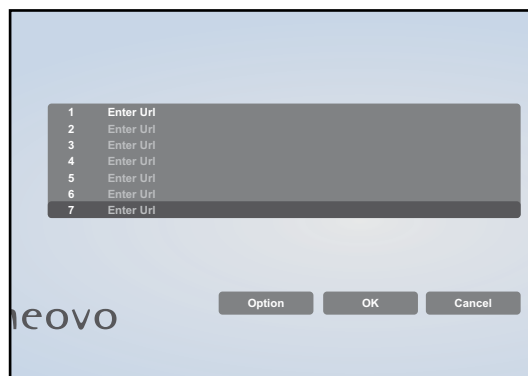 1 Enter Url
2 Enter Url
3 Enter Url
4 Enter Url
5 Enter Url
6 Enter Url
7 Enter Url
Option OK Cancel
neovo